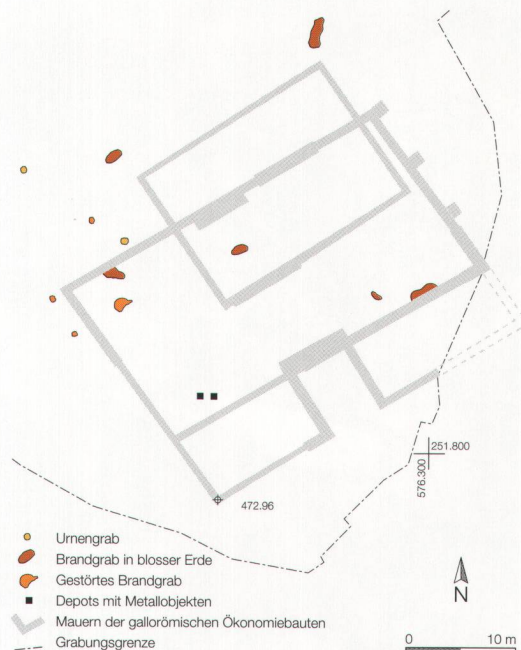 251.800
576.300
472.96
Urnengrab
Brandgrab in blosser Erde
Gestörtes Brandgrab
Depots mit Metallobjekten
Mauern der gallorömischen Ökonomiebauten
Grabungsgrenze
N
0 10 m